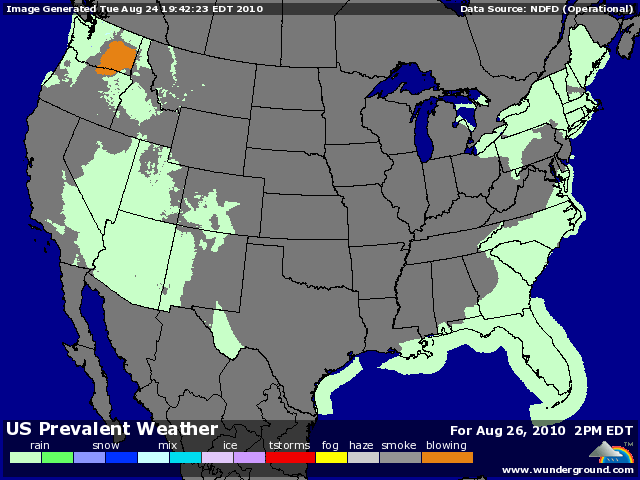 Image Generated Tue Aug 24 19:42:23 EDT 2010 Data Source: NDFD (Operational)
US Prevalent Weather For Aug 26, 2010 2PM EDT
rain snow mix ice tstorms fog haze smoke blowing
www.wunderground.com